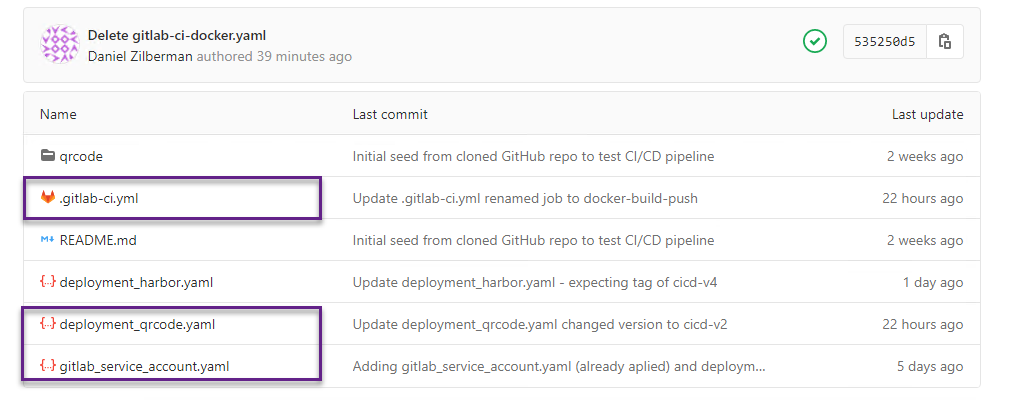 Delete gitlab-ci-docker.yaml
Daniel Zilberman authored 39 minutes ago
535250d5
Name Last commit Last update
qrcode Initial seed from cloned GitHub repo to test CI/CD pipeline 2 weeks ago
.gitlab-ci.yml Update .gitlab-ci.yml renamed job to docker-build-push 22 hours ago
M↓ README.md Initial seed from cloned GitHub repo to test CI/CD pipeline 2 weeks ago
{··} deployment_harbor.yaml Update deployment_harbor.yaml - expecting tag of cicd-v4 1 day ago
{··} deployment_qrcode.yaml Update deployment_qrcode.yaml changed version to cicd-v2 22 hours ago
{··} gitlab_service_account.yaml Adding gitlab_service_account.yaml (already aplied) and deploym... 5 days ago